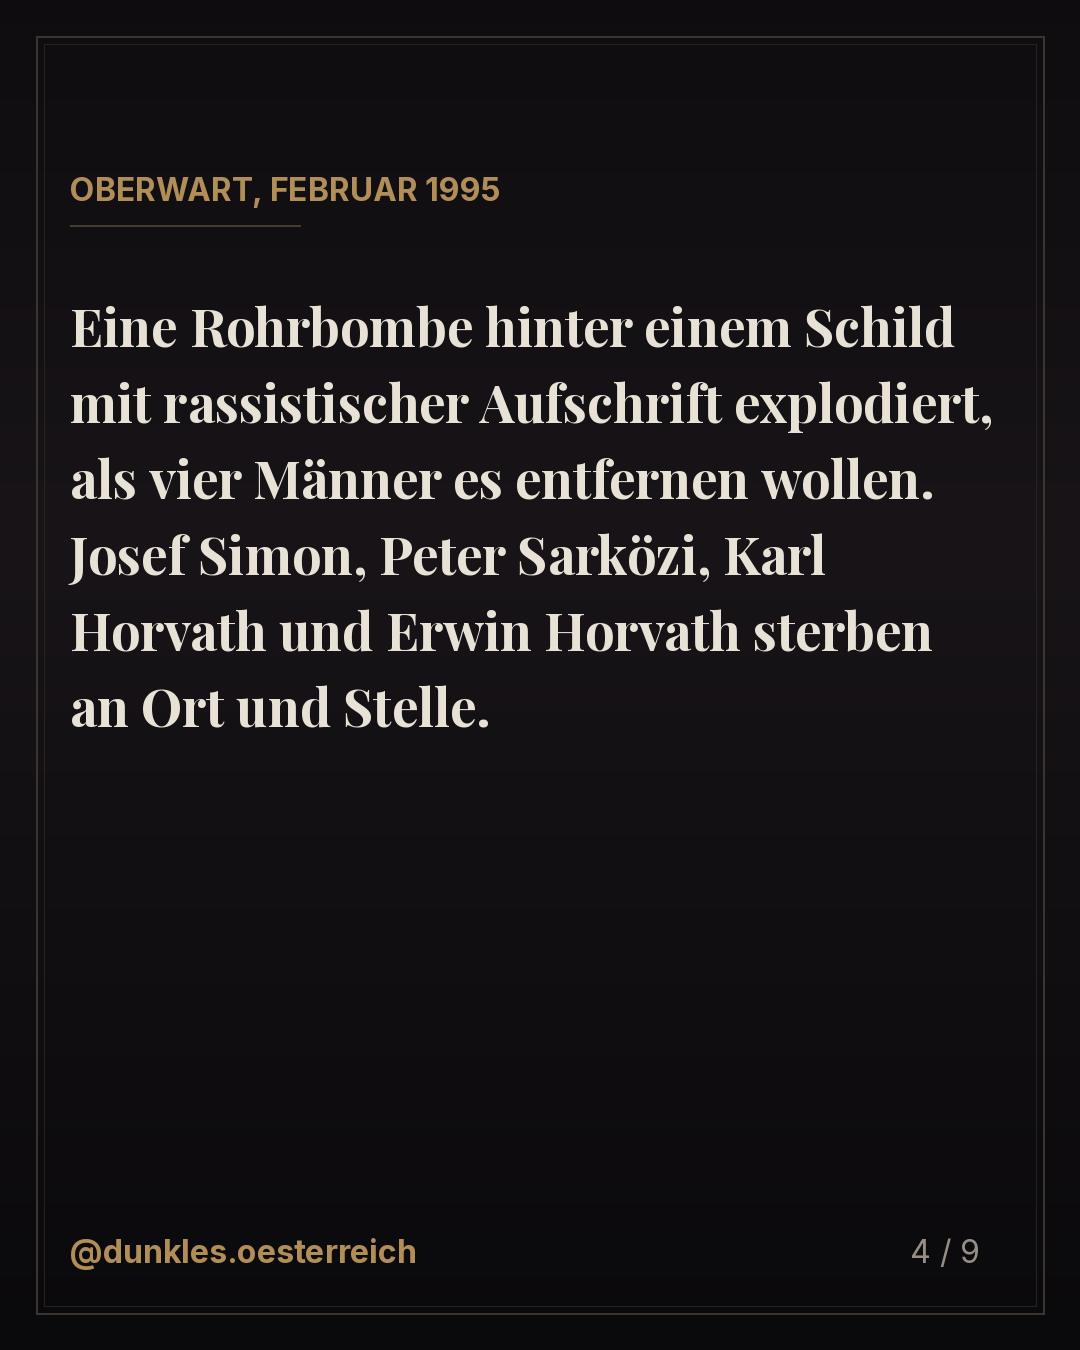 OBERWART, FEBRUAR 1995
Eine Rohrbombe hinter einem Schild
mit rassistischer Aufschrift explodiert,
als vier Männer es entfernen wollen.
Josef Simon, Peter Sarközi, Karl
Horvath und Erwin Horvath sterben
an Ort und Stelle.
@dunkles.oesterreich
4 / 9